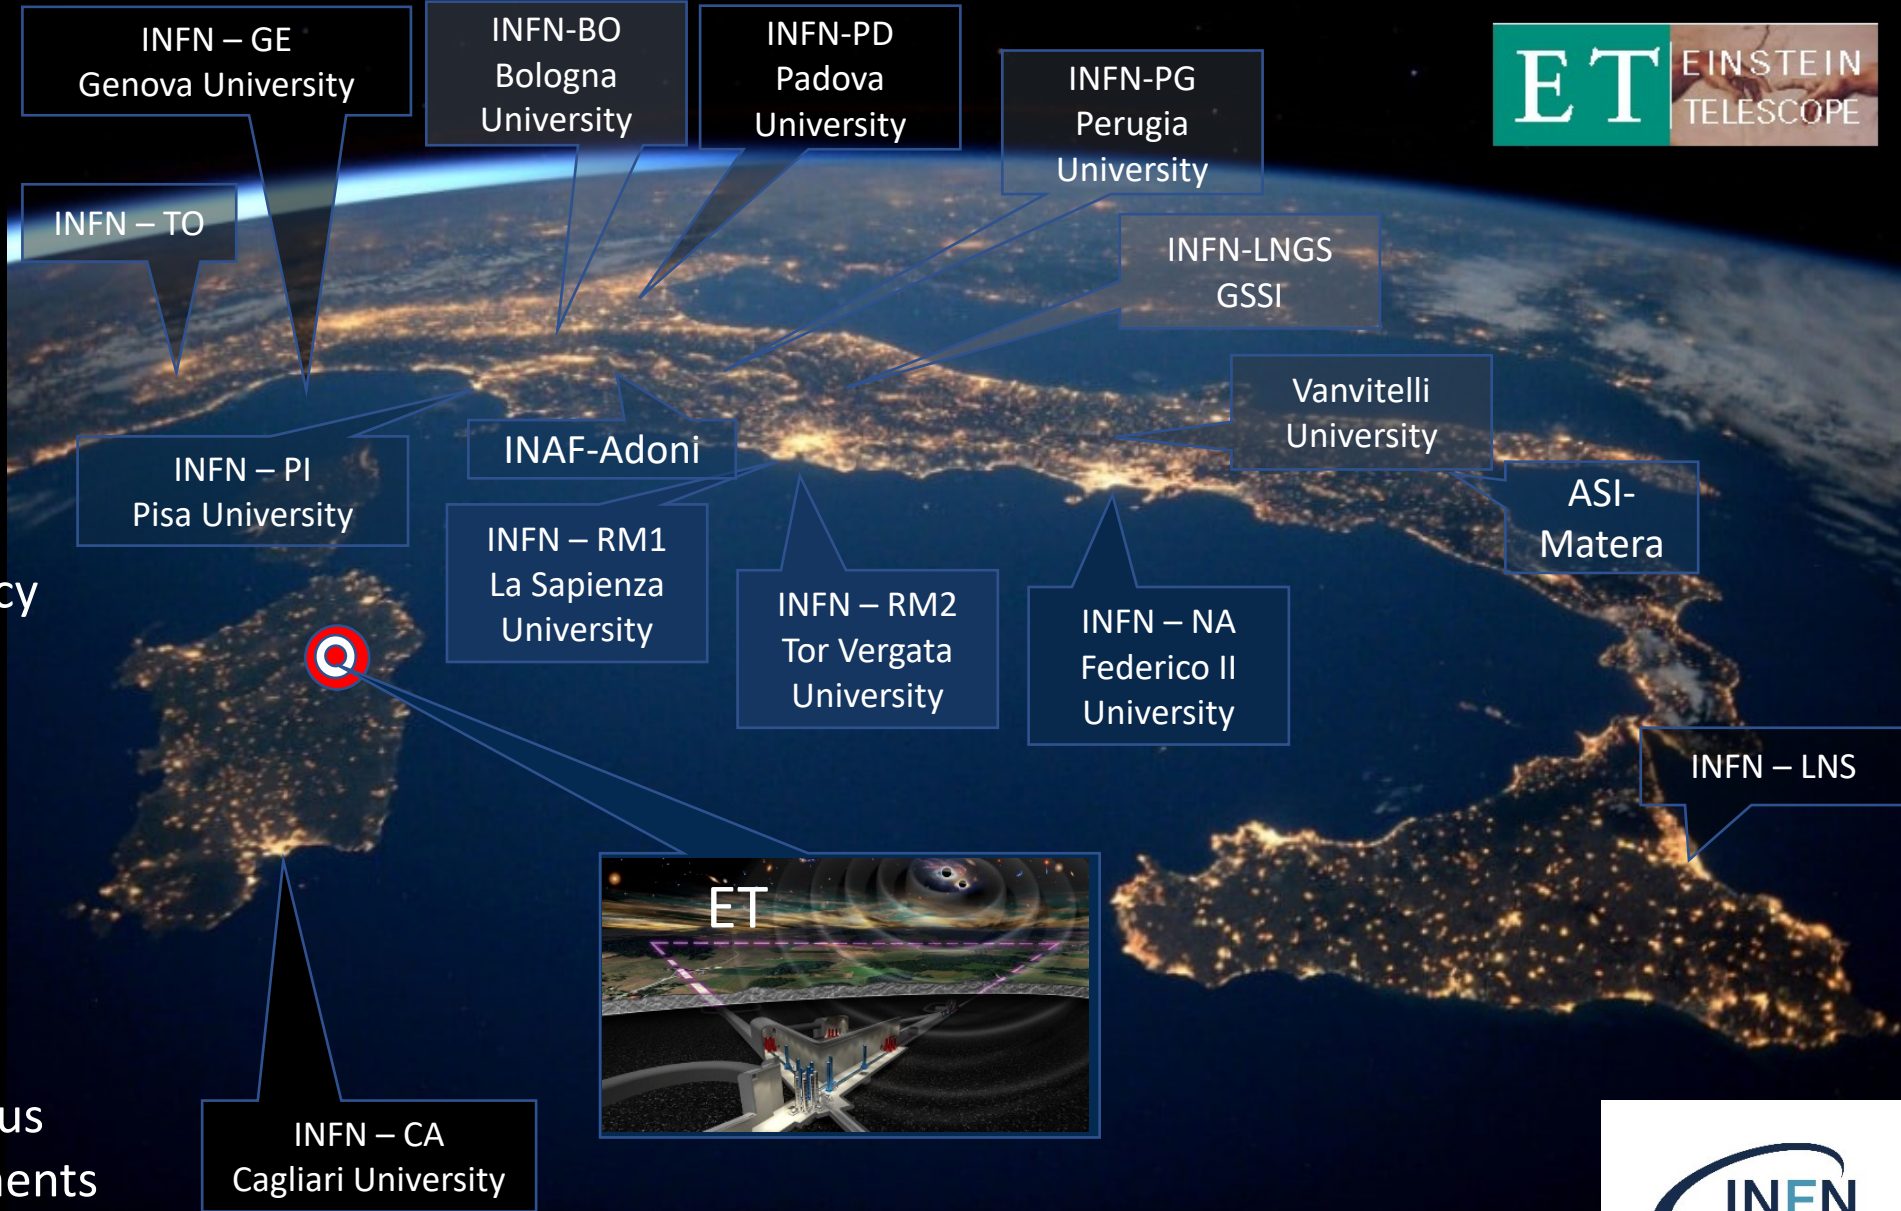 INFN – GE
Genova University
INFN-BO
Bologna
University
INFN-PD
Padova
University
INFN-PG
Perugia
University
ET
EINSTEIN
TELESCOPE
INFN – TO
INFN-LNGS
GSSI
Vanvitelli
University
INFN – PI
Pisa University
INAF-Adoni
ASI-
Matera
INFN – RM1
La Sapienza
University
INFN – RM2
Tor Vergata
University
INFN – NA
Federico II
University
cy
INFN – LNS
ET
us
nents
INFN – CA
Cagliari University
INFN